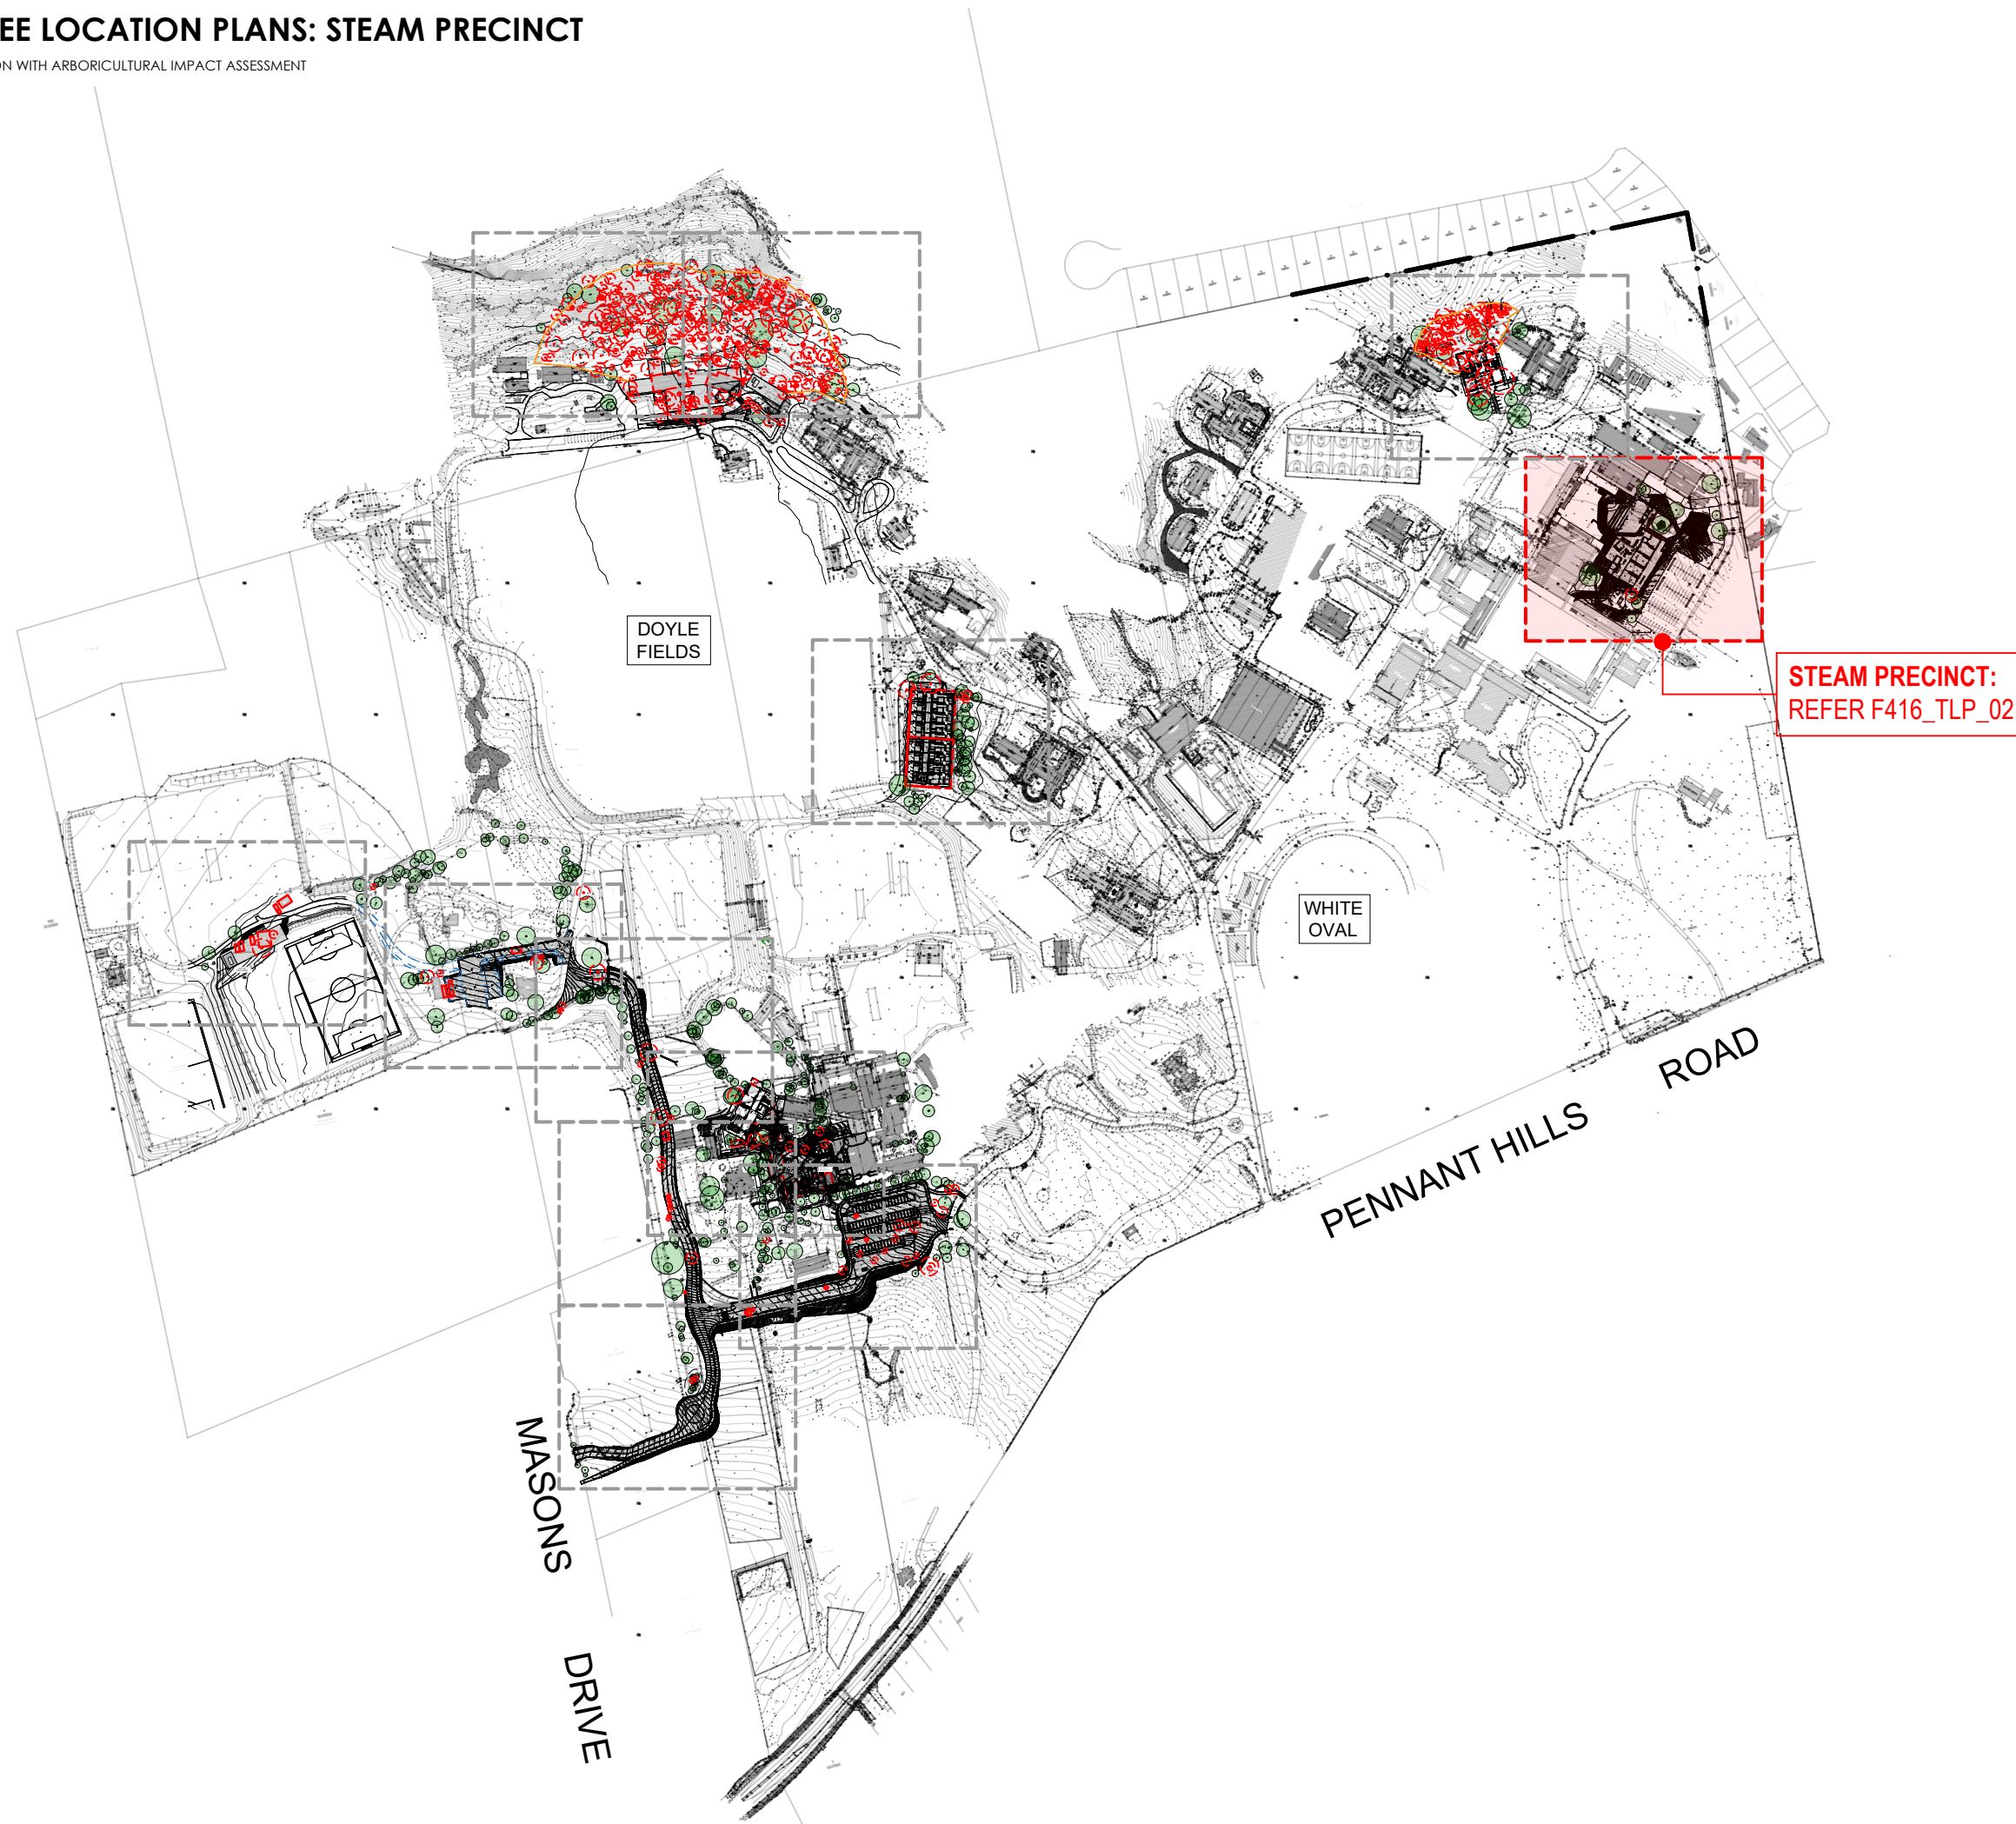 EE LOCATION PLANS: STEAM PRECINCT
ON WITH ARBORICULTURAL IMPACT ASSESSMENT
DOYLE
FIELDS
STEAM PRECINCT:
REFER F416_TLP_02
WHITE
OVAL
PENNANT HILLS ROAD
MASONS DRIVE